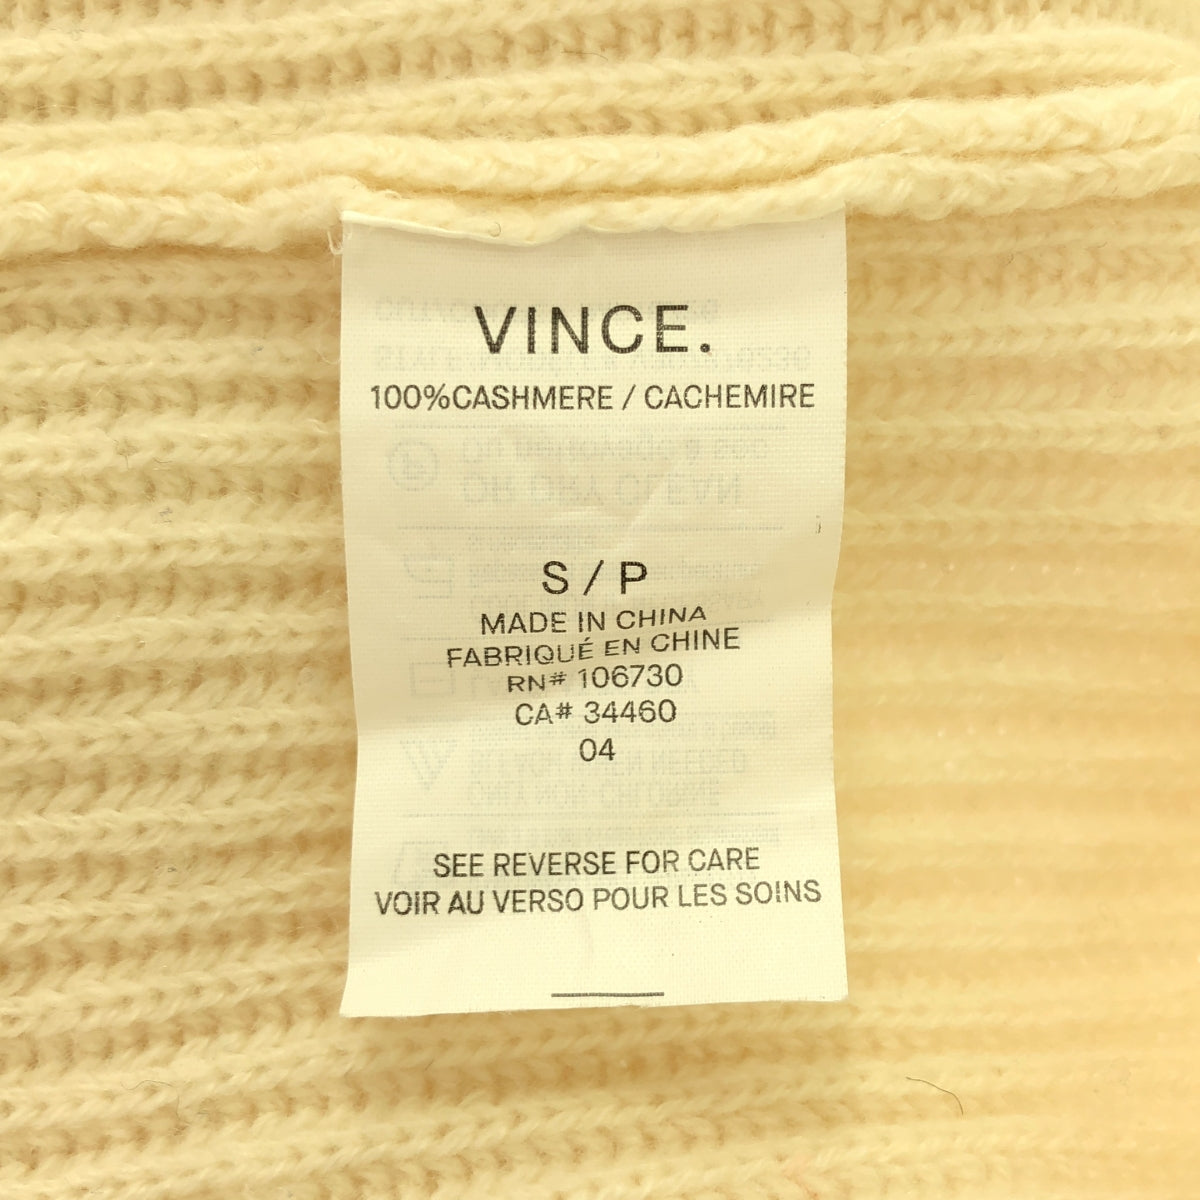 VINCE.
100%CASHMERE / CACHEMIRE
S / P
MADE IN CHINA
FABRIQUÉ EN CHINE
RN# 106730
CA# 34460
04
SEE REVERSE FOR CARE
VOIR AU VERSO POUR LES SOINS